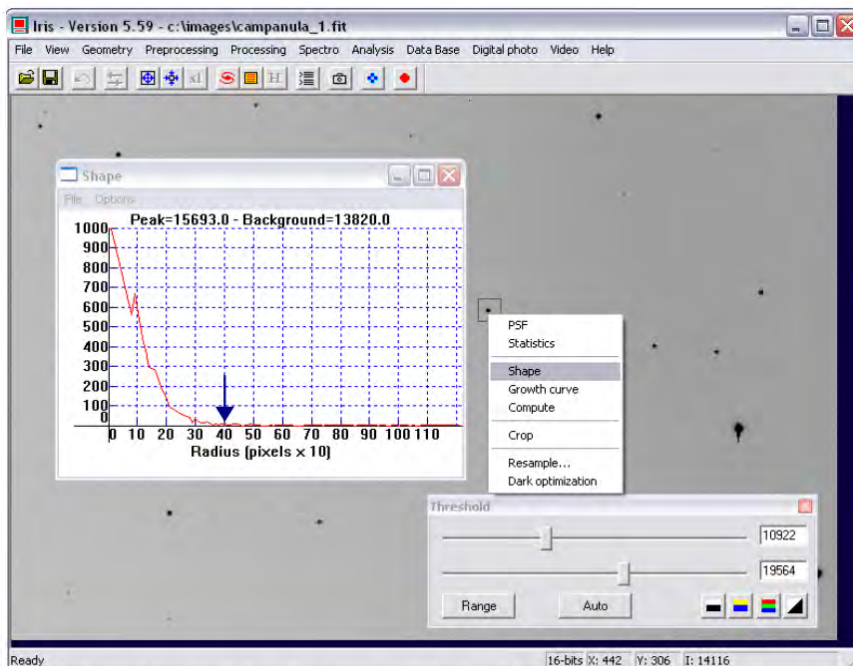 Iris - Version 5.59 - c:\images\campanula_1.fit
File View Geometry Preprocessing Processing Spectro Analysis Data Base Digital photo Video Help
Shape
File Options
Peak=15693.0 - Background=13820.0
1000
900
800
700
600
500
400
300
200
100
0
0 10 20 30 40 50 60 70 80 90 100 110
Radius (pixels x 10)
PSF
Statistics
Shape
Growth curve
Compute
Crop
Resample...
Dark optimization
Threshold
10922
19564
Range Auto
Ready 16-bits X: 442 Y: 306 I: 14116